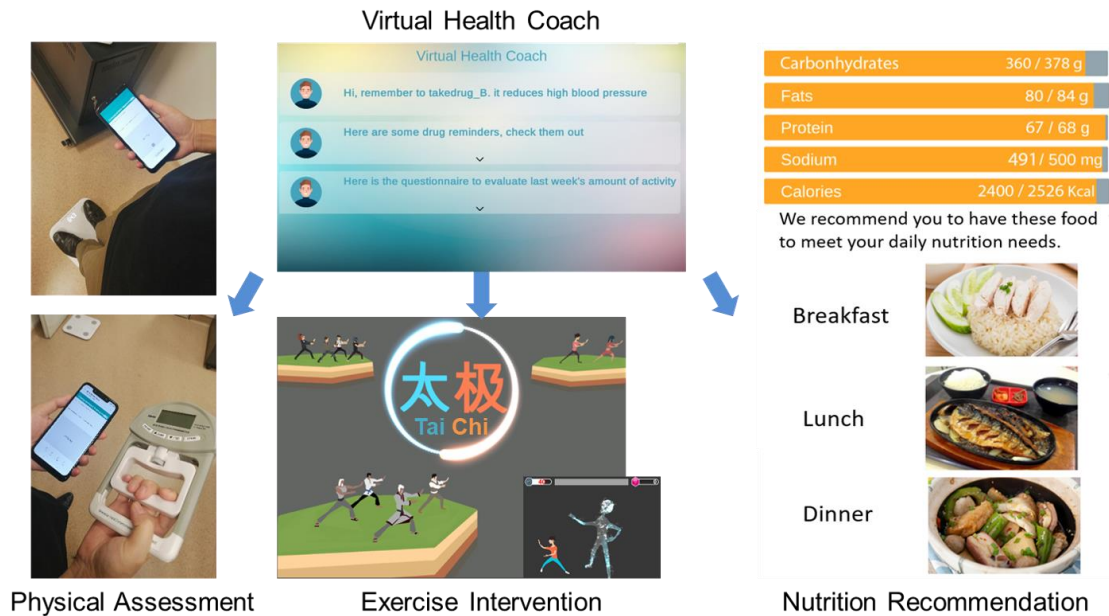 Virtual Health Coach
Virtual Health Coach
Hi, remember to takedrug_B. it reduces high blood pressure
Here are some drug reminders, check them out
Here is the questionnaire to evaluate last week's amount of activity
太极
Tai Chi
Carbonhydrates 360 / 378 g
Fats 80 / 84 g
Protein 67 / 68 g
Sodium 491/ 500 mg
Calories 2400 / 2526 Kcal
We recommend you to have these food
to meet your daily nutrition needs.
Breakfast
Lunch
Dinner
Physical Assessment
Exercise Intervention
Nutrition Recommendation